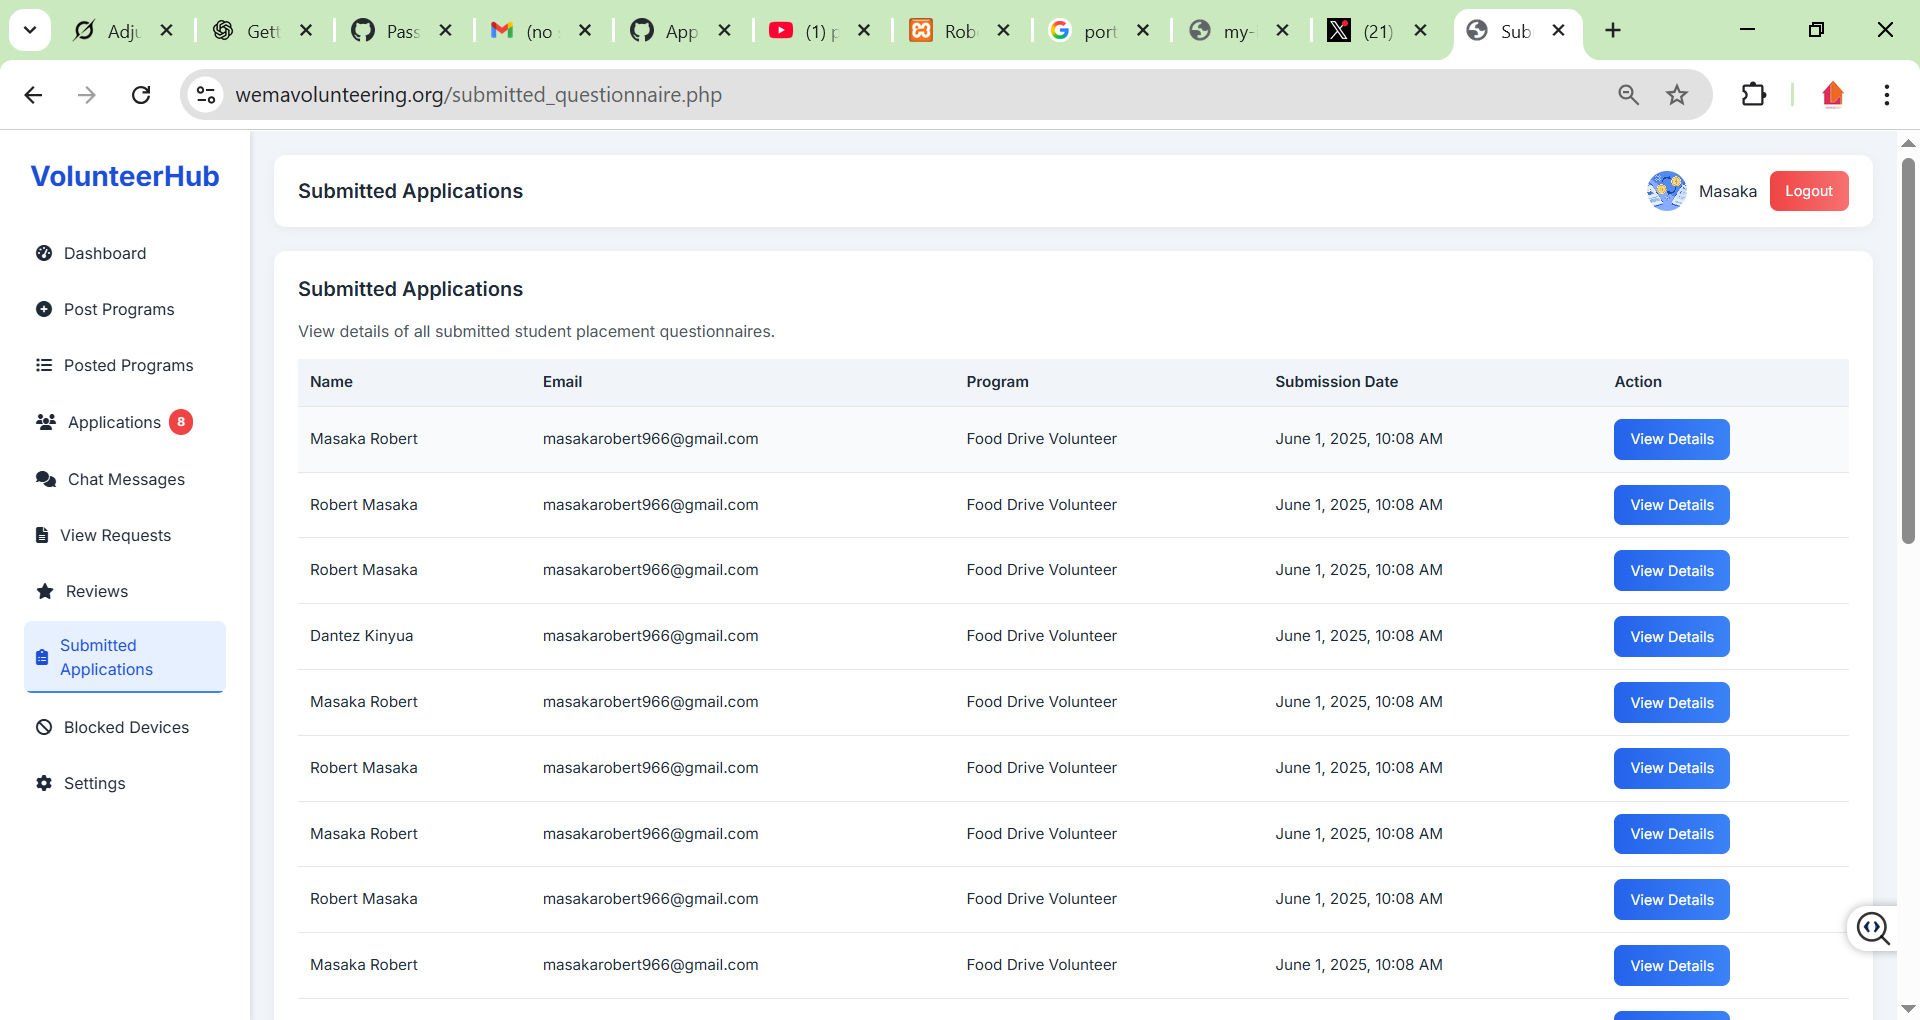 Adju
Gett
Pass
(no s
App
(1) p
Rob
port
my-
(21)
Sub
wemavolunteering.org/submitted_questionnaire.php
VolunteerHub
Dashboard
Post Programs
Posted Programs
Applications 8
Chat Messages
View Requests
Reviews
Submitted
Applications
Blocked Devices
Settings
Submitted Applications
Masaka
Logout
Submitted Applications
View details of all submitted student placement questionnaires.
Name Email Program Submission Date Action
Masaka Robert masakarobert966@gmail.com Food Drive Volunteer June 1, 2025, 10:08 AM View Details
Robert Masaka masakarobert966@gmail.com Food Drive Volunteer June 1, 2025, 10:08 AM View Details
Robert Masaka masakarobert966@gmail.com Food Drive Volunteer June 1, 2025, 10:08 AM View Details
Dantez Kinyua masakarobert966@gmail.com Food Drive Volunteer June 1, 2025, 10:08 AM View Details
Masaka Robert masakarobert966@gmail.com Food Drive Volunteer June 1, 2025, 10:08 AM View Details
Robert Masaka masakarobert966@gmail.com Food Drive Volunteer June 1, 2025, 10:08 AM View Details
Masaka Robert masakarobert966@gmail.com Food Drive Volunteer June 1, 2025, 10:08 AM View Details
Robert Masaka masakarobert966@gmail.com Food Drive Volunteer June 1, 2025, 10:08 AM View Details
Masaka Robert masakarobert966@gmail.com Food Drive Volunteer June 1, 2025, 10:08 AM View Details